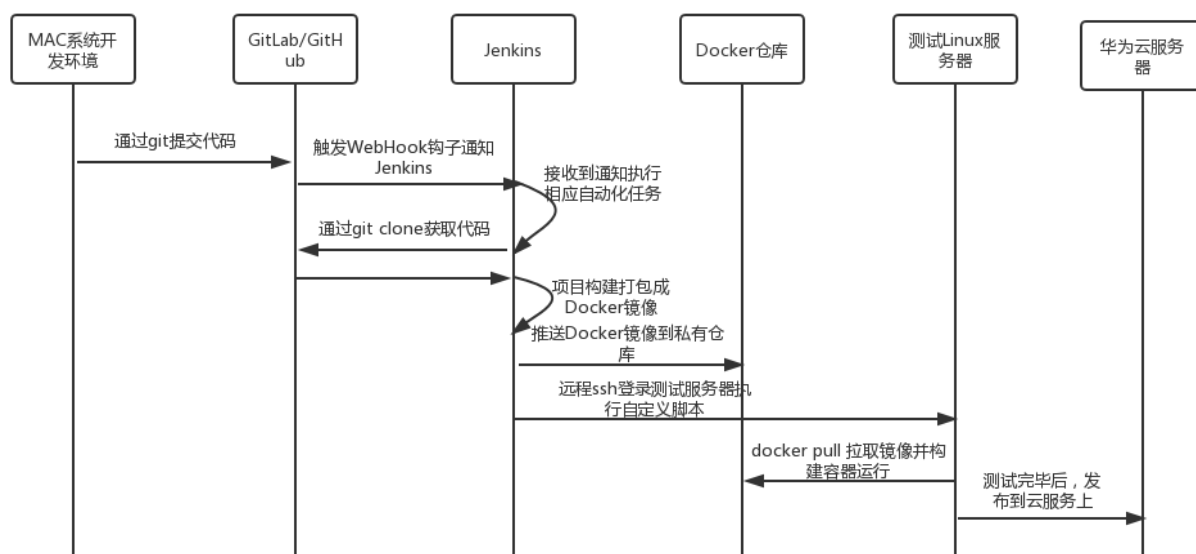 MAC系统开
发环境
GitLab/GitH
ub
Jenkins
Docker仓库
测试Linux服
务器
华为云服务
器
通过git提交代码
触发WebHook钩子通知
Jenkins
接收到通知执行
相应自动化任务
通过git clone获取代码
项目构建打包成
Docker镜像
推送Docker镜像到私有仓
库
远程ssh登录测试服务器执
行自定义脚本
docker pull 拉取镜像并构
建容器运行
测试完毕后，发
布到云服务上